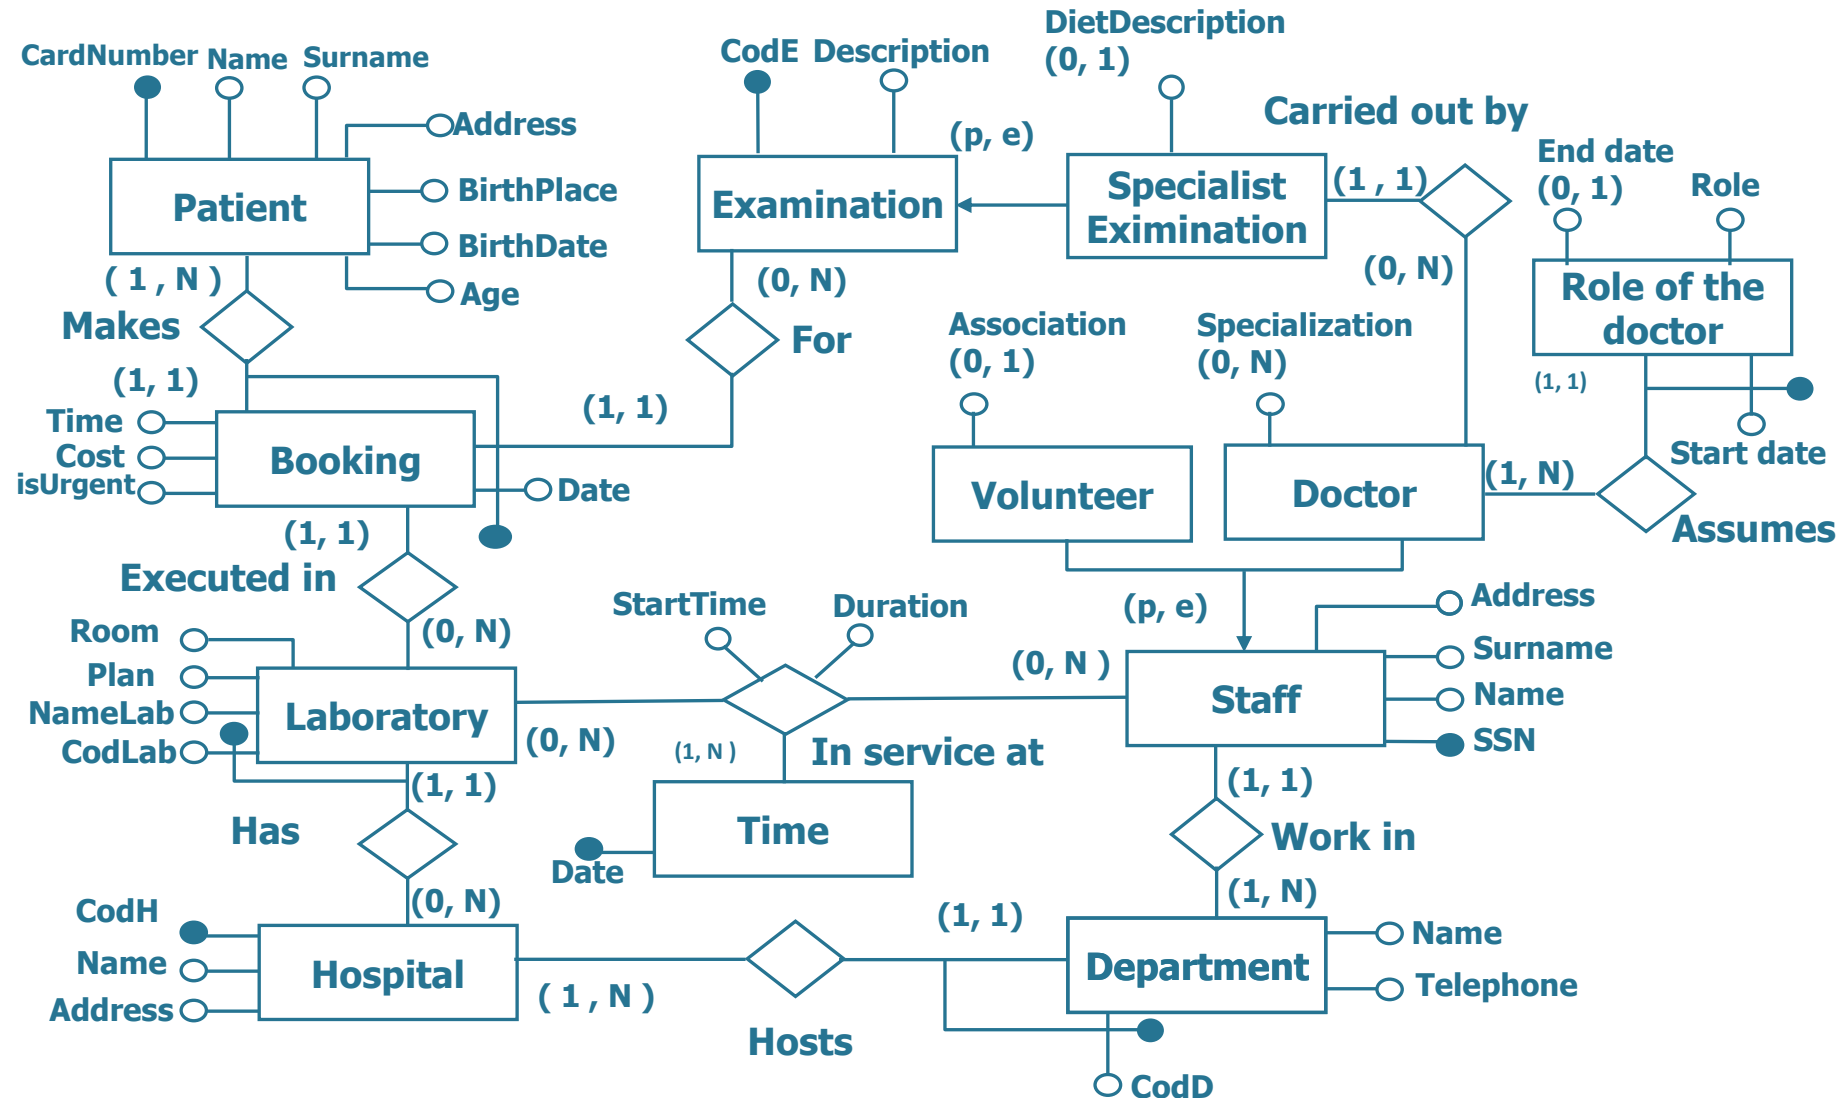 DietDescription
(0, 1)
CardNumber Name Surname
CodE Description
Carried out by
Address
(p, e)
End date
(0, 1)
Role
Patient
BirthPlace
BirthDate
Age
Examination
Specialist
Eximination
(1 , 1)
( 1 , N )
(0, N)
(0, N)
Role of the
doctor
Makes
For
Association
(0, 1)
Specialization
(0, N)
(1, 1)
(1, 1)
(1, 1)
Time
Cost
isUrgent
Booking
Date
Volunteer
Doctor
(1, N)
Start date
Assumes
(1, 1)
Executed in
StartTime
Duration
(p, e)
Address
Surname
Name
SSN
Room
Plan
NameLab
CodLab
(0, N)
Laboratory
(0, N)
(0, N )
Staff
(1, N )
In service at
(1, 1)
(1, 1)
Has
Time
Date
Work in
(0, N)
(1, N)
CodH
Name
Address
Hospital
( 1 , N )
(1, 1)
Hosts
Department
Name
Telephone
CodD